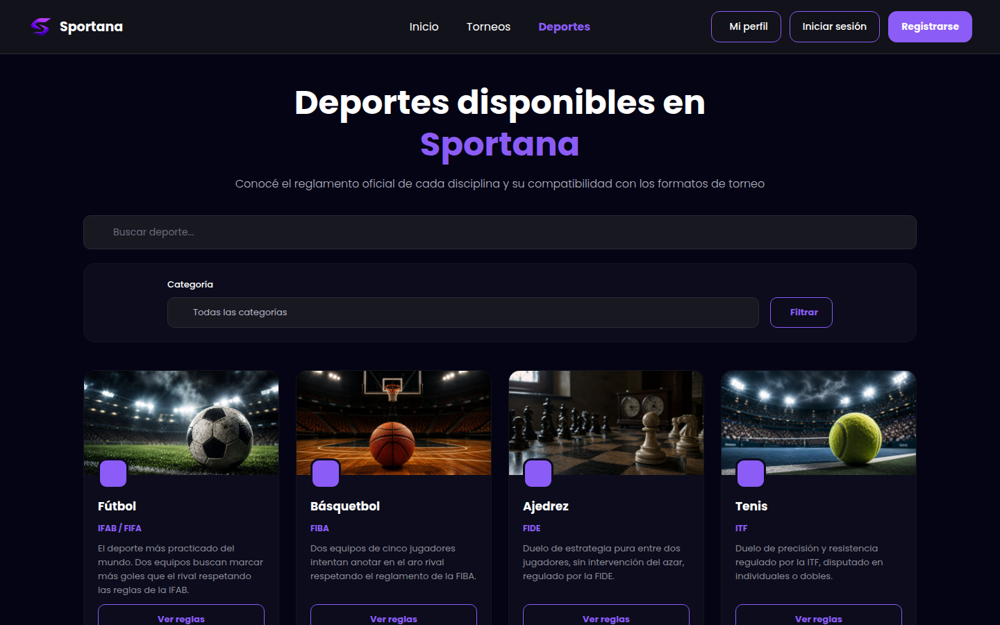 Sportana
Inicio
Torneos
Deportes
Mi perfil
Iniciar sesión
Registrarse
Deportes disponibles en
Sportana
Conocé el reglamento oficial de cada disciplina y su compatibilidad con los formatos de torneo
Buscar deporte...
Categoría
Todas las categorías
Filtrar
Fútbol
IFAB / FIFA
El deporte más practicado del
mundo. Dos equipos buscan marcar
más goles que el rival respetando
las reglas de la IFAB.
Ver reglas
Básquetbol
FIBA
Dos equipos de cinco jugadores
intentan anotar en el aro rival
respetando el reglamento de la FIBA.
Ver reglas
Ajedrez
FIDE
Duelo de estrategia pura entre dos
jugadores, sin intervención del azar,
regulado por la FIDE.
Ver reglas
Tenis
ITF
Duelo de precisión y resistencia
regulado por la ITF, disputado en
individuales o dobles.
Ver reglas